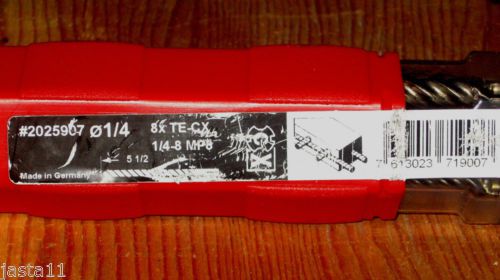 #2025907 Ø1/4
8x TE-CX
1/4-8 MP8
5 1/2
Made in Germany
PGM
613023 719007
jasta11